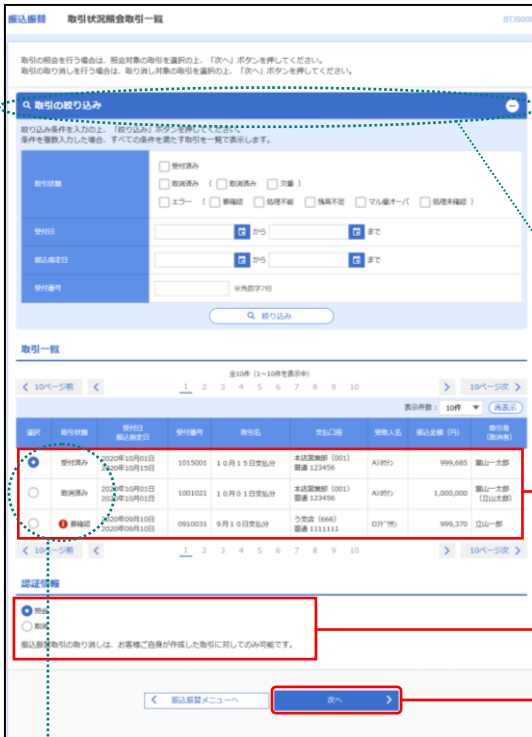 振込振替 取引状況照会取引一覧 BTJS008
取引の照会を行う場合は、照会対象の取引を選択の上、「次へ」ボタンを押してください。
取引の取り消しを行う場合は、取り消し対象の取引を選択の上、「次へ」ボタンを押してください。
取引の絞り込み
絞り込み条件を入力の上、「絞り込み」ボタンを押してください。
条件を複数入力した場合、すべての条件を満たす取引を一覧で表示します。
取引状態
受付済み
取消済み ( 取消済み 欠番 )
エラー ( 要確認 処理不能 残高不足 マル優オーバ 処理未確認 )
受付日 から まで
振込指定日 から まで
受付番号 ※角数字7桁
絞り込み
取引一覧
全10件 (1~10件を表示中)
10ページ前 1 2 3 4 5 6 7 8 9 10 10ページ次
表示件数: 10件 再表示
選択 取引状態 受付日 振込指定日 受付番号 取引名 支払口座 受取人名 振込金額 (円) 取引者 (取消者)
受付済み 2020年10月01日 2020年10月15日 1015001 10月15日支払分 本店営業部 (001) 普通 123456 999,685 富山一太郎
取消済み 2020年10月01日 2020年10月01日 1001021 10月01日支払分 本店営業部 (001) 普通 123456 1,000,000 富山一太郎 (立山太郎)
要確認 2020年09月10日 2020年09月10日 0910031 9月10日支払分 う支店 (666) 普通 1111111 999,370 立山一郎
10ページ前 1 2 3 4 5 6 7 8 9 10 10ページ次
認証情報
照会
取消
振込振替取引の取り消しは、お客様ご自身が作成した取引に対してのみ可能です。
振込振替メニューへ 次へ